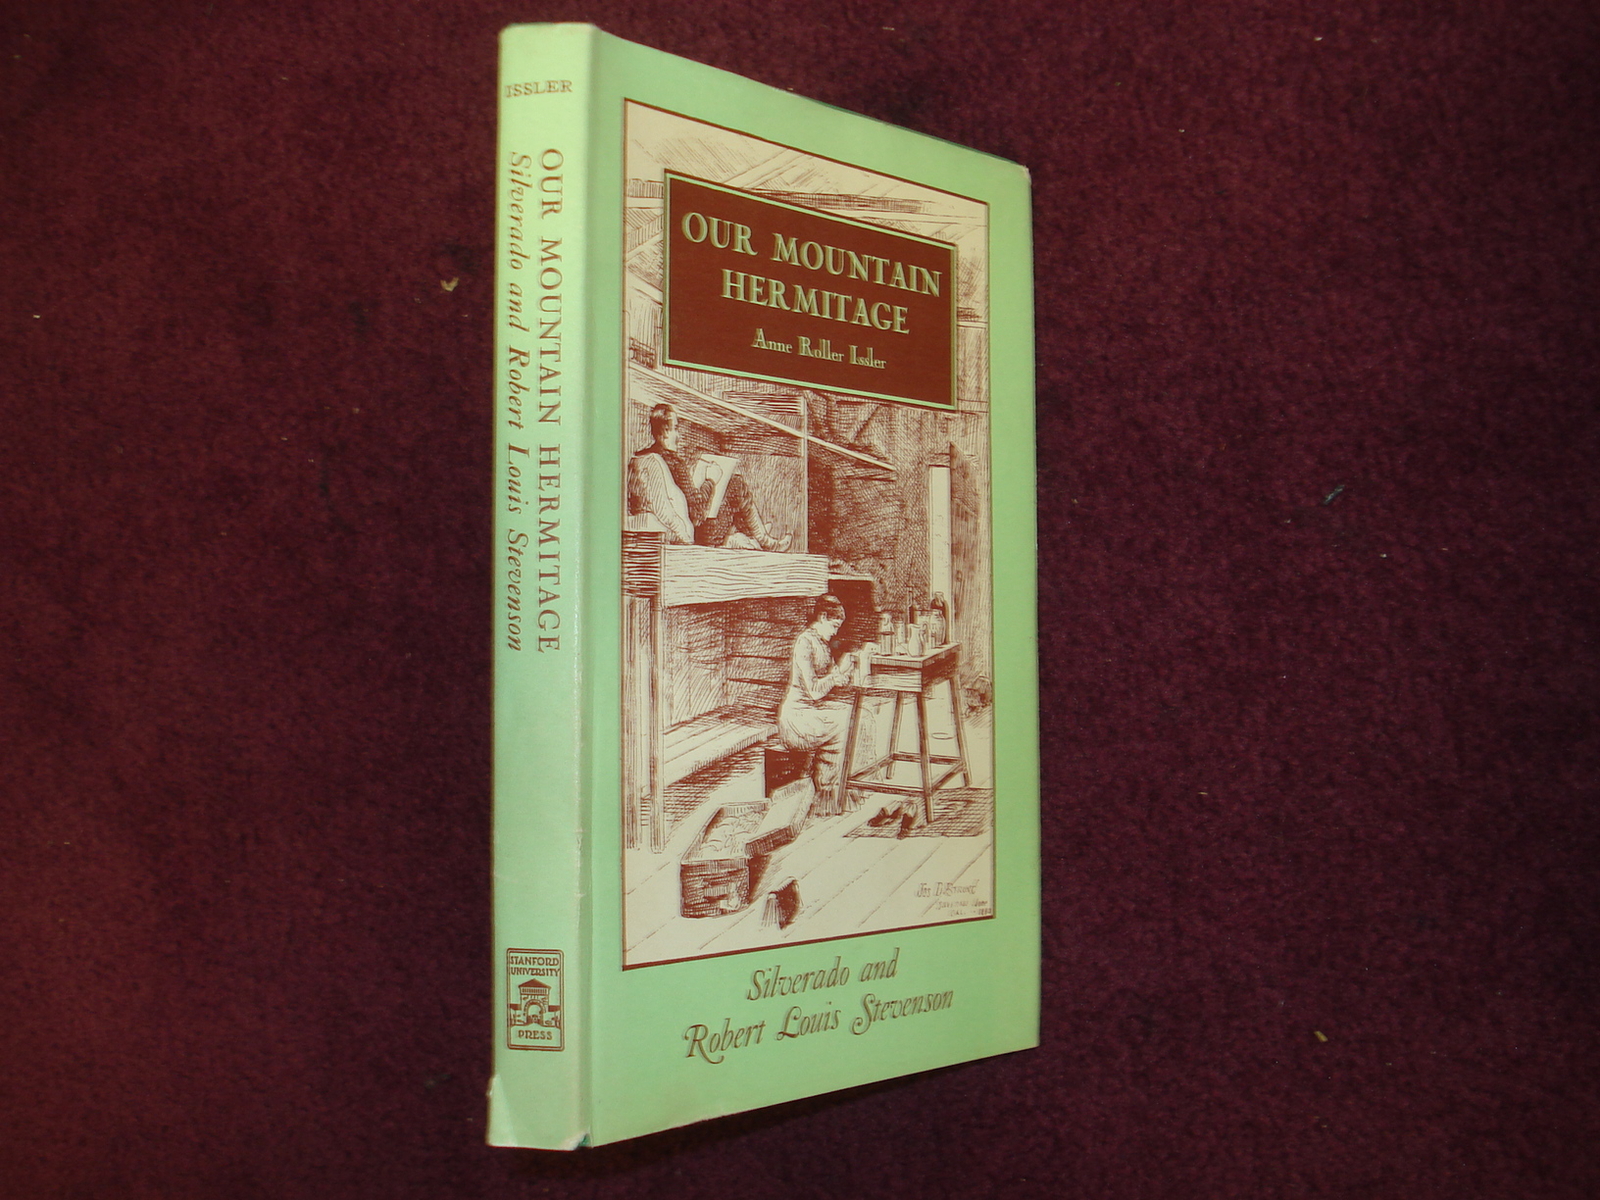 ISSLER
OUR MOUNTAIN HERMITAGE
Silverado and Robert Louis Stevenson
STANFORD
UNIVERSITY
PRESS
OUR MOUNTAIN
HERMITAGE
Anne Roller Issler
Silverado and
Robert Louis Stevenson